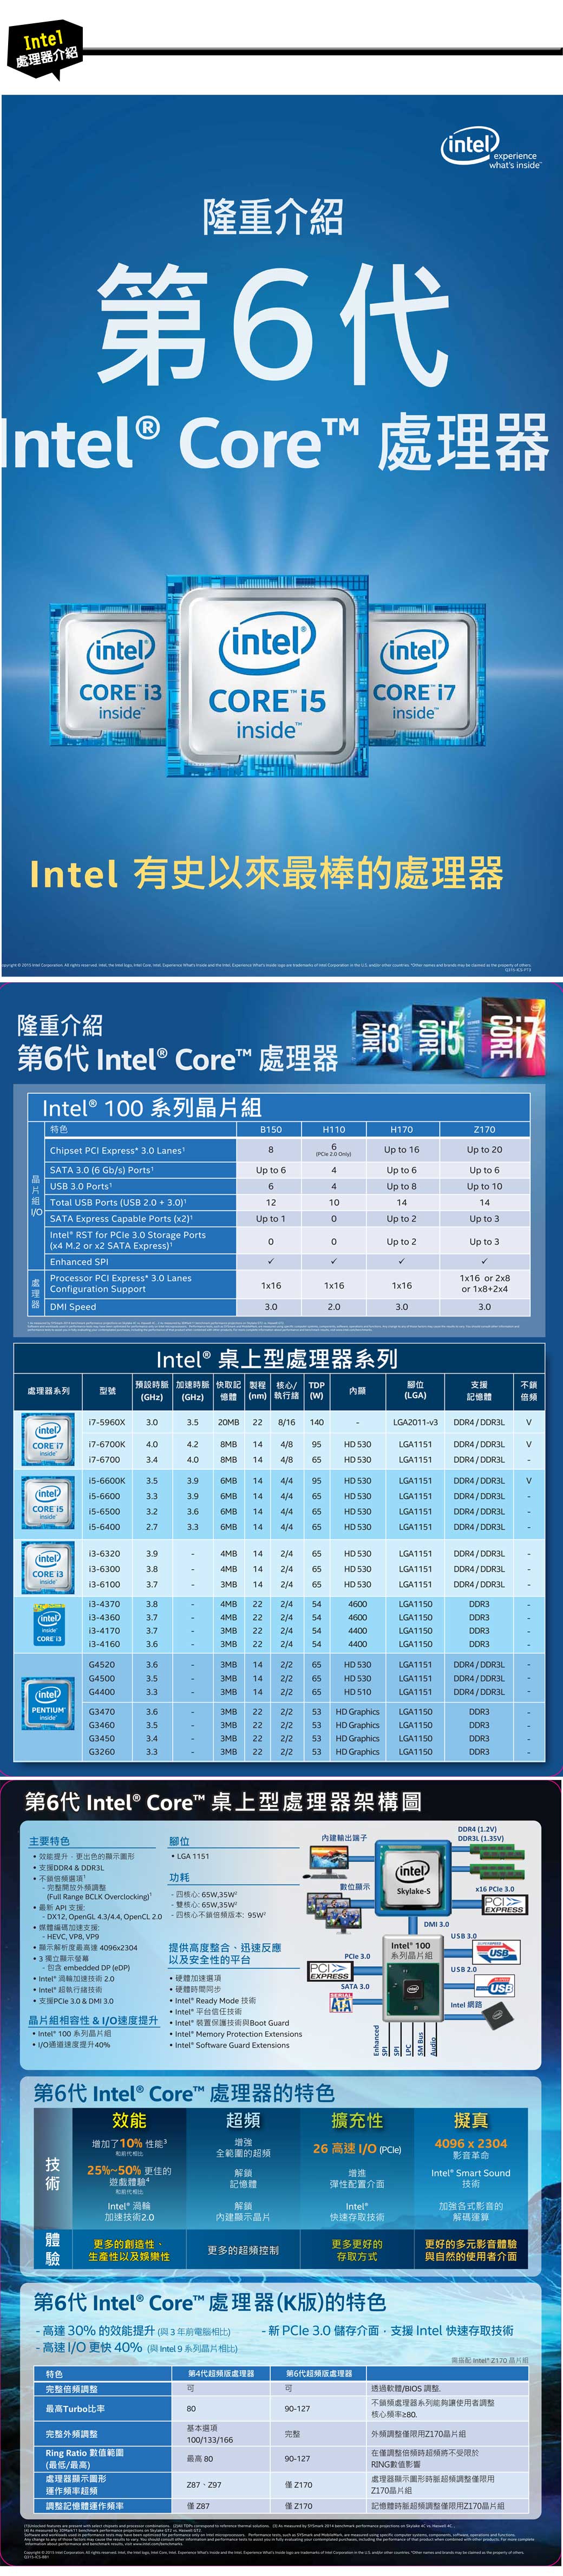 Intel
處理器介紹
intel
experience
what's inside™
隆重介紹
第6代
Intel® Core™ 處理器
intel
CORE™ i3
inside™
intel
CORE™ i5
inside™
intel
CORE™ i7
inside™
Intel 有史以來最棒的處理器
隆重介紹
第6代 Intel® Core™ 處理器
CORE i3
CORE i5
CORE i7
Intel® 100 系列晶片組
特色 B150 H110 H170 Z170
晶片組 I/O
Chipset PCI Express* 3.0 Lanes¹ 8 6 (PCIe 2.0 Only) Up to 16 Up to 20
SATA 3.0 (6 Gb/s) Ports¹ Up to 6 4 Up to 6 Up to 6
USB 3.0 Ports¹ 6 4 Up to 8 Up to 10
Total USB Ports (USB 2.0 + 3.0)¹ 12 10 14 14
SATA Express Capable Ports (x2)¹ Up to 1 0 Up to 2 Up to 3
Intel® RST for PCIe 3.0 Storage Ports
(x4 M.2 or x2 SATA Express)¹ 0 0 Up to 2 Up to 3
Enhanced SPI ✓ ✓ ✓ ✓
處理器
Processor PCI Express* 3.0 Lanes
Configuration Support 1x16 1x16 1x16 1x16 or 2x8 or 1x8+2x4
DMI Speed 3.0 2.0 3.0 3.0
Intel® 桌上型處理器系列
處理器系列 型號 預設時脈 (GHz) 加速時脈 (GHz) 快取記憶體 製程 (nm) 核心/執行緒 TDP (W) 內顯 腳位 (LGA) 支援記憶體 不鎖倍頻
intel CORE i7 inside
i7-5960X 3.0 3.5 20MB 22 8/16 140 - LGA2011-v3 DDR4 / DDR3L V
i7-6700K 4.0 4.2 8MB 14 4/8 95 HD 530 LGA1151 DDR4 / DDR3L V
i7-6700 3.4 4.0 8MB 14 4/8 65 HD 530 LGA1151 DDR4 / DDR3L -
intel CORE i5 inside
i5-6600K 3.5 3.9 6MB 14 4/4 95 HD 530 LGA1151 DDR4 / DDR3L V
i5-6600 3.3 3.9 6MB 14 4/4 65 HD 530 LGA1151 DDR4 / DDR3L -
i5-6500 3.2 3.6 6MB 14 4/4 65 HD 530 LGA1151 DDR4 / DDR3L -
i5-6400 2.7 3.3 6MB 14 4/4 65 HD 530 LGA1151 DDR4 / DDR3L -
intel CORE i3 inside
i3-6320 3.9 - 4MB 14 2/4 65 HD 530 LGA1151 DDR4 / DDR3L -
i3-6300 3.8 - 4MB 14 2/4 65 HD 530 LGA1151 DDR4 / DDR3L -
i3-6100 3.7 - 3MB 14 2/4 65 HD 530 LGA1151 DDR4 / DDR3L -
intel inside CORE i3
i3-4370 3.8 - 4MB 22 2/4 54 4600 LGA1150 DDR3 -
i3-4360 3.7 - 4MB 22 2/4 54 4600 LGA1150 DDR3 -
i3-4170 3.7 - 3MB 22 2/4 54 4400 LGA1150 DDR3 -
i3-4160 3.6 - 3MB 22 2/4 54 4400 LGA1150 DDR3 -
intel PENTIUM inside
G4520 3.6 - 3MB 14 2/2 65 HD 530 LGA1151 DDR4 / DDR3L -
G4500 3.5 - 3MB 14 2/2 65 HD 530 LGA1151 DDR4 / DDR3L -
G4400 3.3 - 3MB 14 2/2 65 HD 510 LGA1151 DDR4 / DDR3L -
G3470 3.6 - 3MB 22 2/2 53 HD Graphics LGA1150 DDR3 -
G3460 3.5 - 3MB 22 2/2 53 HD Graphics LGA1150 DDR3 -
G3450 3.4 - 3MB 22 2/2 53 HD Graphics LGA1150 DDR3 -
G3260 3.3 - 3MB 22 2/2 53 HD Graphics LGA1150 DDR3 -
第6代 Intel® Core™ 桌上型處理器架構圖
主要特色
• 效能提升，更出色的顯示圖形
• 支援DDR4 & DDR3L
• 不鎖倍頻選項¹
- 完整開放外頻調整
(Full Range BCLK Overclocking)¹
• 最新 API 支援:
- DX12, OpenGL 4.3/4.4, OpenCL 2.0
• 媒體編碼加速支援:
- HEVC, VP8, VP9
• 顯示解析度最高達 4096x2304
• 3 獨立顯示螢幕
- 包含 embedded DP (eDP)
• Intel® 渦輪加速技術 2.0
• Intel® 超執行緒技術
• 支援PCIe 3.0 & DMI 3.0
晶片組相容性 & I/O速度提升
• Intel® 100 系列晶片組
• I/O通道速度提升40%
腳位
• LGA 1151
功耗
- 四核心: 65W,35W²
- 雙核心: 65W,35W²
- 四核心不鎖倍頻版本: 95W²
提供高度整合、迅速反應
以及安全性的平台
• 硬體加速選項
• 硬體時間同步
• Intel® Ready Mode 技術
• Intel® 平台信任技術
• Intel® 裝置保護技術與Boot Guard
• Intel® Memory Protection Extensions
• Intel® Software Guard Extensions
內建輸出端子
數位顯示
DDR4 (1.2V)
DDR3L (1.35V)
intel
Skylake-S
x16 PCIe 3.0
PCI EXPRESS
DMI 3.0
Intel® 100
系列晶片組
intel
PCIe 3.0
PCI EXPRESS
SATA 3.0
SERIAL ATA
USB 3.0
USB
USB 2.0
USB
Intel 網路
Enhanced SPI
SPI
LPC
SM Bus
Audio
第6代 Intel® Core™ 處理器的特色
效能 超頻 擴充性 擬真
技術
增加了10% 性能³
和前代相比
25%~50% 更佳的
遊戲體驗⁴
和前代相比
Intel® 渦輪
加速技術2.0
增強
全範圍的超頻
解鎖
記憶體
解鎖
內建顯示晶片
26 高速 I/O (PCIe)
增進
彈性配置介面
Intel®
快速存取技術
4096 x 2304
影音革命
Intel® Smart Sound
技術
加強各式影音的
解碼運算
體驗
更多的創造性、
生產性以及娛樂性
更多的超頻控制
更多更好的
存取方式
更好的多元影音體驗
與自然的使用者介面
第6代 Intel® Core™ 處理器(K版)的特色
- 高達 30% 的效能提升 (與 3 年前電腦相比)
- 高速 I/O 更快 40% (與 Intel 9 系列晶片相比)
- 新 PCIe 3.0 儲存介面，支援 Intel 快速存取技術
需搭配 Intel® Z170 晶片組
特色 第4代超頻版處理器 第6代超頻版處理器
完整倍頻調整 可 可 透過軟體/BIOS 調整.
最高Turbo比率 80 90-127 不鎖頻處理器系列能夠讓使用者調整核心頻率≥80.
完整外頻調整 基本選項 100/133/166 完整 外頻調整僅限用Z170晶片組
Ring Ratio 數值範圍
(最低/最高) 最高 80 90-127 在僅調整倍頻時超頻將不受限於RING數值影響
處理器顯示圖形
運作頻率超頻 Z87、Z97 僅 Z170 處理器顯示圖形時脈超頻調整僅限用Z170晶片組
調整記憶體運作頻率 僅 Z87 僅 Z170 記憶體時脈超頻調整僅限用Z170晶片組